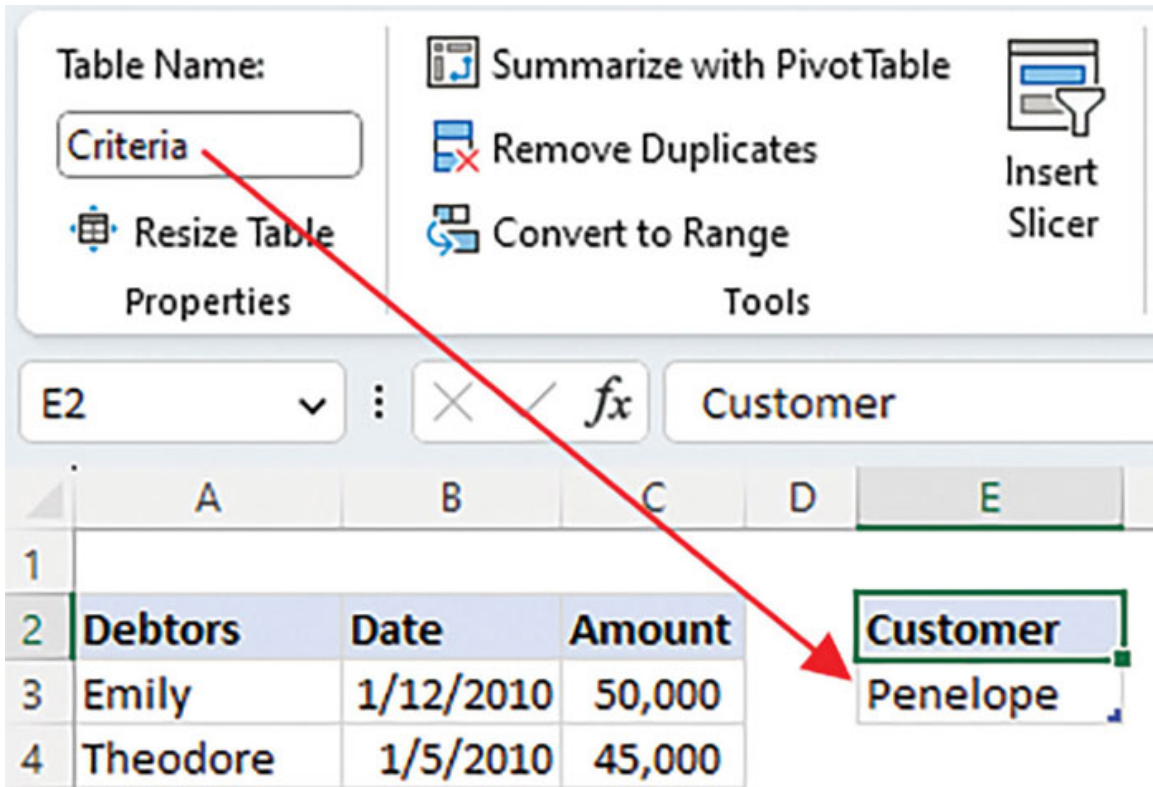 Table Name:
Criteria
Resize Table
Properties
Summarize with PivotTable
Remove Duplicates
Convert to Range
Tools
Insert
Slicer
E2 fx Customer
A B C D E
1
2 Debtors Date Amount Customer
3 Emily 1/12/2010 50,000 Penelope
4 Theodore 1/5/2010 45,000